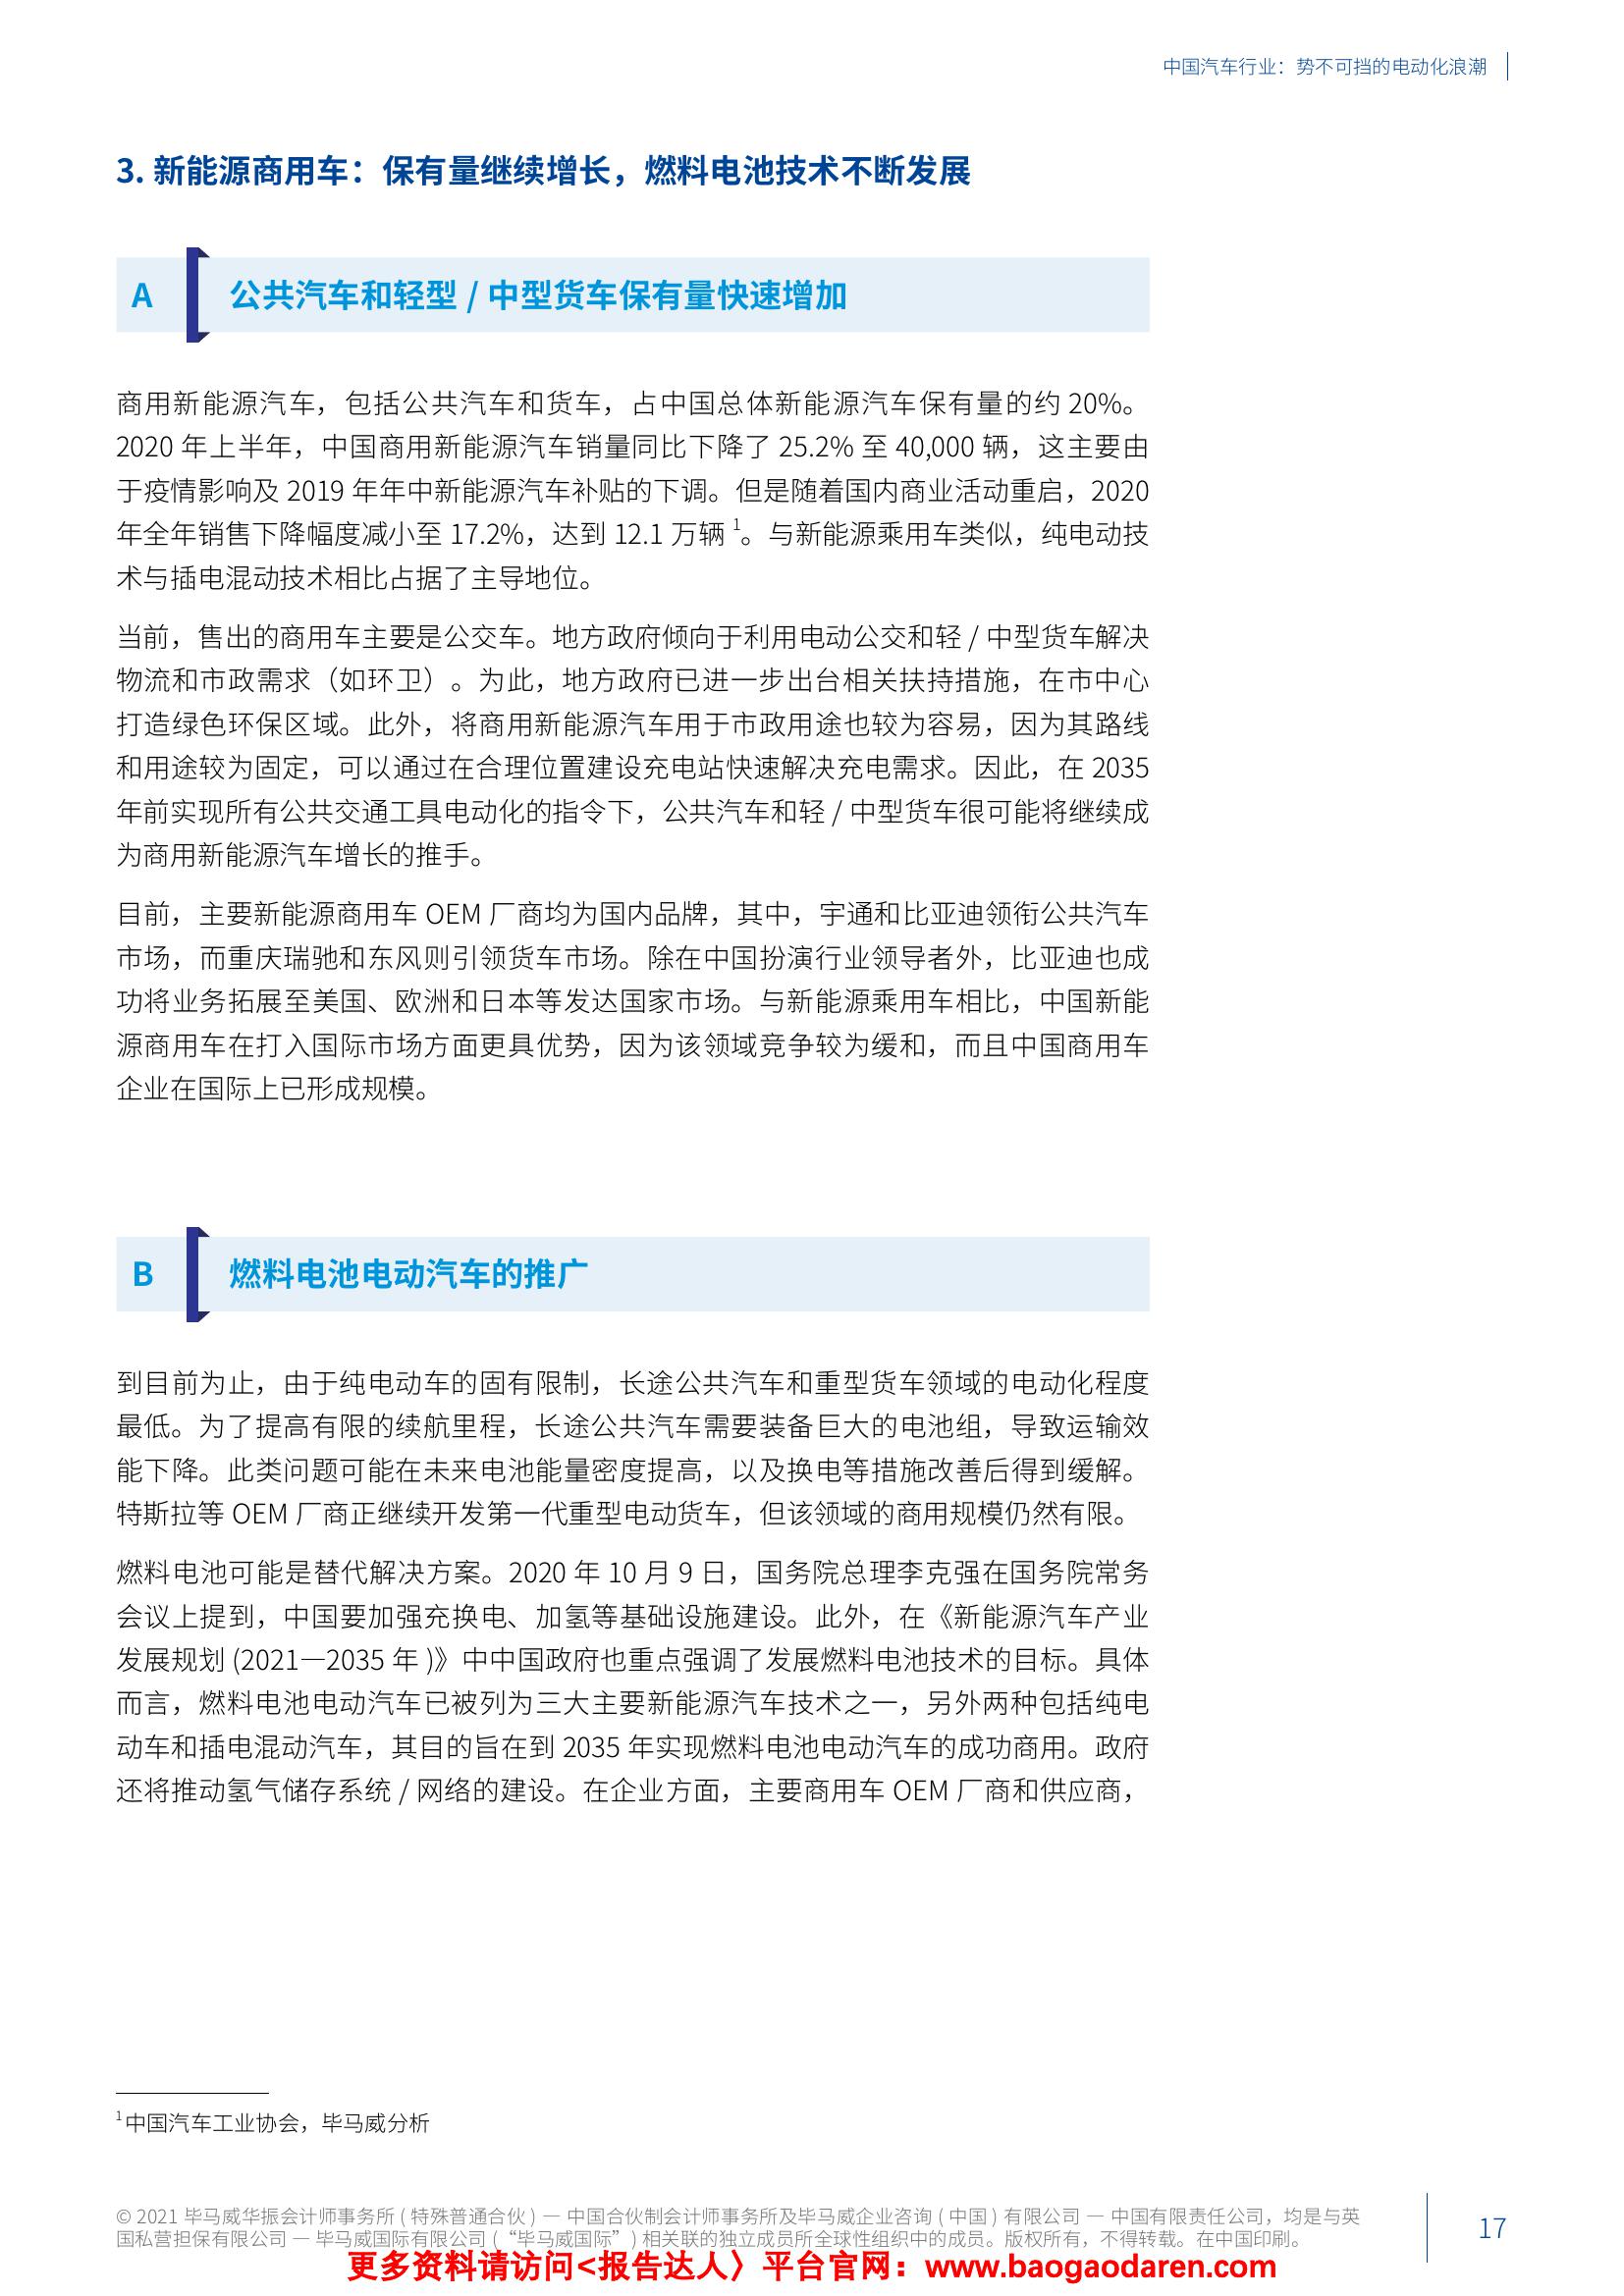 中国汽车行业：势不可挡的电动化浪潮
3. 新能源商用车：保有量继续增长，燃料电池技术不断发展
A 公共汽车和轻型 / 中型货车保有量快速增加
商用新能源汽车，包括公共汽车和货车，占中国总体新能源汽车保有量的约 20%。
2020 年上半年，中国商用新能源汽车销量同比下降了 25.2% 至 40,000 辆，这主要由
于疫情影响及 2019 年年中新能源汽车补贴的下调。但是随着国内商业活动重启，2020
年全年销售下降幅度减小至 17.2%，达到 12.1 万辆 1。与新能源乘用车类似，纯电动技
术与插电混动技术相比占据了主导地位。
当前，售出的商用车主要是公交车。地方政府倾向于利用电动公交和轻 / 中型货车解决
物流和市政需求（如环卫）。为此，地方政府已进一步出台相关扶持措施，在市中心
打造绿色环保区域。此外，将商用新能源汽车用于市政用途也较为容易，因为其路线
和用途较为固定，可以通过在合理位置建设充电站快速解决充电需求。因此，在 2035
年前实现所有公共交通工具电动化的指令下，公共汽车和轻 / 中型货车很可能将继续成
为商用新能源汽车增长的推手。
目前，主要新能源商用车 OEM 厂商均为国内品牌，其中，宇通和比亚迪领衔公共汽车
市场，而重庆瑞驰和东风则引领货车市场。除在中国扮演行业领导者外，比亚迪也成
功将业务拓展至美国、欧洲和日本等发达国家市场。与新能源乘用车相比，中国新能
源商用车在打入国际市场方面更具优势，因为该领域竞争较为缓和，而且中国商用车
企业在国际上已形成规模。
B 燃料电池电动汽车的推广
到目前为止，由于纯电动车的固有限制，长途公共汽车和重型货车领域的电动化程度
最低。为了提高有限的续航里程，长途公共汽车需要装备巨大的电池组，导致运输效
能下降。此类问题可能在未来电池能量密度提高，以及换电等措施改善后得到缓解。
特斯拉等 OEM 厂商正继续开发第一代重型电动货车，但该领域的商用规模仍然有限。
燃料电池可能是替代解决方案。2020 年 10 月 9 日，国务院总理李克强在国务院常务
会议上提到，中国要加强充换电、加氢等基础设施建设。此外，在《新能源汽车产业
发展规划 (2021—2035 年 )》中中国政府也重点强调了发展燃料电池技术的目标。具体
而言，燃料电池电动汽车已被列为三大主要新能源汽车技术之一，另外两种包括纯电
动车和插电混动汽车，其目的旨在到 2035 年实现燃料电池电动汽车的成功商用。政府
还将推动氢气储存系统 / 网络的建设。在企业方面，主要商用车 OEM 厂商和供应商，
1 中国汽车工业协会，毕马威分析
© 2021 毕马威华振会计师事务所 ( 特殊普通合伙 ) — 中国合伙制会计师事务所及毕马威企业咨询 ( 中国 ) 有限公司 — 中国有限责任公司，均是与英
国私营担保有限公司 — 毕马威国际有限公司 (“毕马威国际” ) 相关联的独立成员所全球性组织中的成员。版权所有，不得转载。在中国印刷。
17
更多资料请访问<报告达人〉平台官网：www.baogaodaren.com